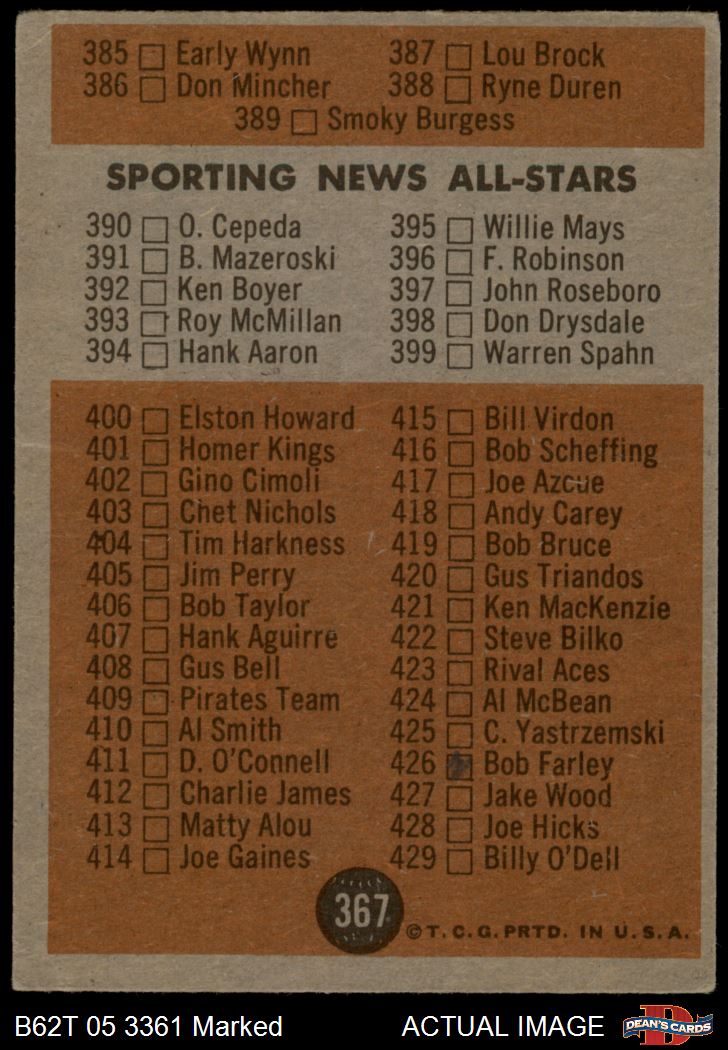 385 Early Wynn 387 Lou Brock
386 Don Mincher 388 Ryne Duren
389 Smoky Burgess
SPORTING NEWS ALL-STARS
390 O. Cepeda 395 Willie Mays
391 B. Mazeroski 396 F. Robinson
392 Ken Boyer 397 John Roseboro
393 Roy McMillan 398 Don Drysdale
394 Hank Aaron 399 Warren Spahn
400 Elston Howard 415 Bill Virdon
401 Homer Kings 416 Bob Scheffing
402 Gino Cimoli 417 Joe Azcue
403 Chet Nichols 418 Andy Carey
404 Tim Harkness 419 Bob Bruce
405 Jim Perry 420 Gus Triandos
406 Bob Taylor 421 Ken MacKenzie
407 Hank Aguirre 422 Steve Bilko
408 Gus Bell 423 Rival Aces
409 Pirates Team 424 Al McBean
410 Al Smith 425 C. Yastrzemski
411 D. O'Connell 426 Bob Farley
412 Charlie James 427 Jake Wood
413 Matty Alou 428 Joe Hicks
414 Joe Gaines 429 Billy O'Dell
367 © T. C. G. PRTD. IN U. S. A.
B62T 05 3361 Marked ACTUAL IMAGE D DEAN'S CARDS